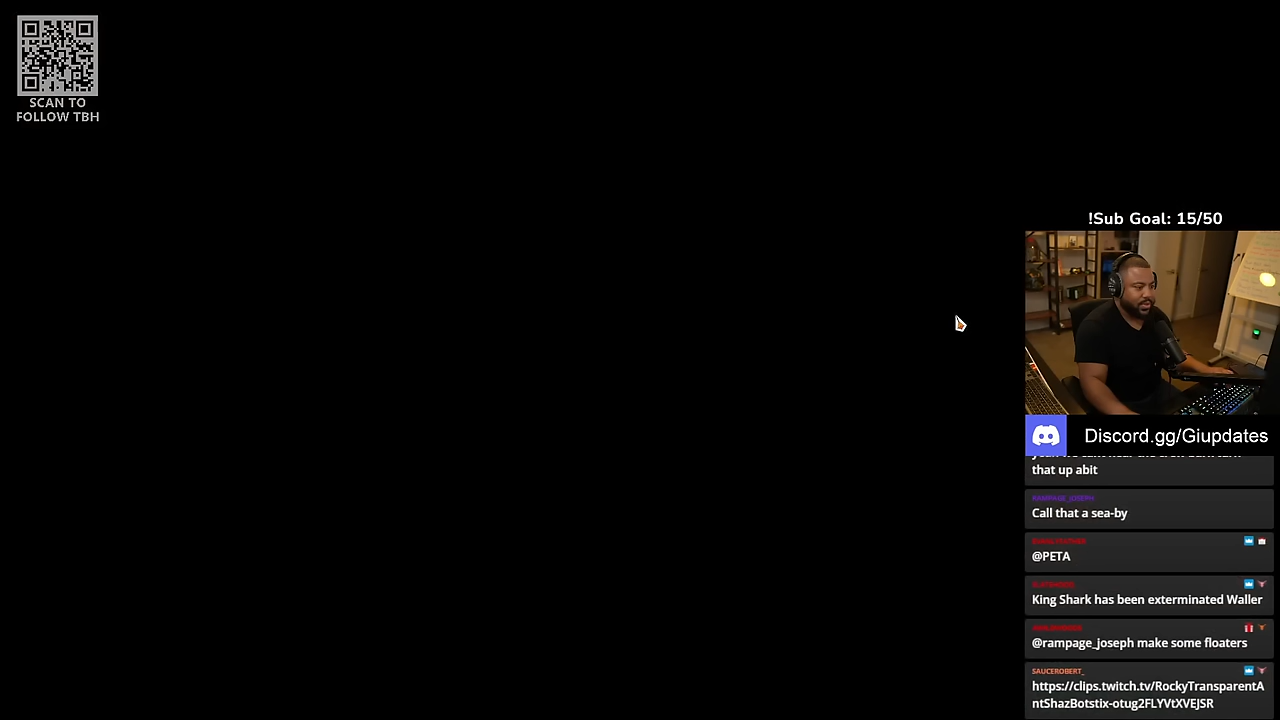 SCAN TO
FOLLOW TBH
!Sub Goal: 15/50
Discord.gg/Giupdates
that up abit
RAMPAGE_JOSEPH
Call that a sea-by
@PETA
King Shark has been exterminated Waller
@rampage_joseph make some floaters
SAUCEROBERT_
https://clips.twitch.tv/RockyTransparentA
ntShazBotstix-otug2FLYVtXVEJSR